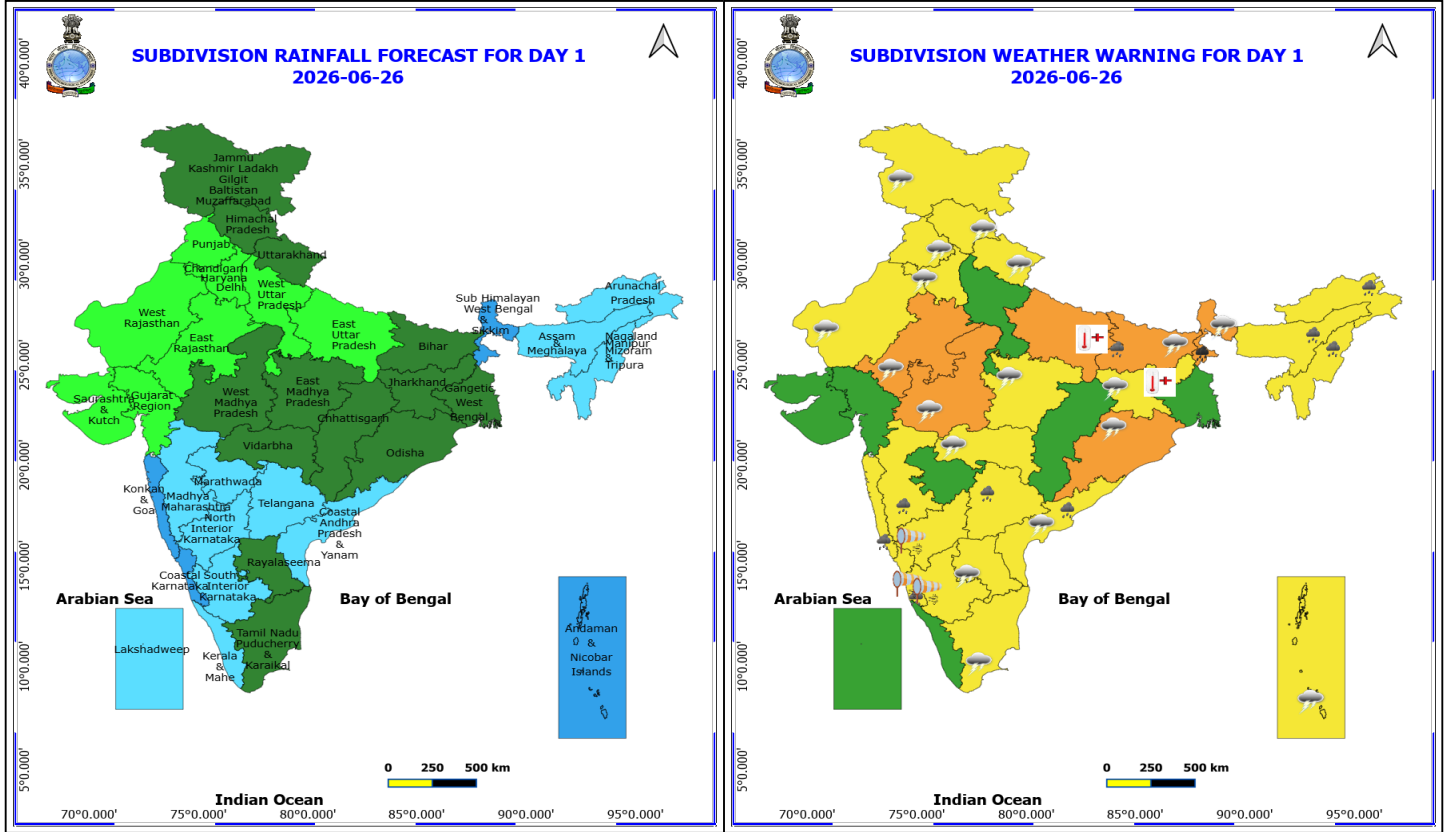 SUBDIVISION RAINFALL FORECAST FOR DAY 1
2026-06-26
40°0.000'
35°0.000'
30°0.000'
25°0.000'
20°0.000'
15°0.000'
10°0.000'
5°0.000'
Jammu
Kashmir Ladakh
Gilgit
Baltistan
Muzaffarabad
Himachal
Pradesh
Punjab
Uttarakhand
Chandigarh
Haryana
Delhi
West
Uttar
Pradesh
West
Rajasthan
East
Rajasthan
East
Uttar
Pradesh
Sub Himalayan
West Bengal
&
Sikkim
Arunachal
Pradesh
Assam
&
Meghalaya
Nagaland
Manipur
Mizoram
&
Tripura
Bihar
Saurashtra
&
Kutch
Gujarat
Region
West
Madhya
Pradesh
East
Madhya
Pradesh
Jharkhand
Gangetic
West
Bengal
Chhattisgarh
Vidarbha
Odisha
Konkan
&
Goa
Madhya
Maharashtra
Marathwada
Telangana
North
Interior
Karnataka
Coastal
Andhra
Pradesh
&
Yanam
Rayalaseema
Coastal
Karnataka
South
Interior
Karnataka
Arabian Sea
Bay of Bengal
Lakshadweep
Kerala
&
Mahe
Tamil Nadu
Puducherry
&
Karaikal
Andaman
&
Nicobar
Islands
0 250 500 km
Indian Ocean
70°0.000' 75°0.000' 80°0.000' 85°0.000' 90°0.000' 95°0.000'
SUBDIVISION WEATHER WARNING FOR DAY 1
2026-06-26
40°0.000'
35°0.000'
30°0.000'
25°0.000'
20°0.000'
15°0.000'
10°0.000'
5°0.000'
Arabian Sea
Bay of Bengal
0 250 500 km
Indian Ocean
70°0.000' 75°0.000' 80°0.000' 85°0.000' 90°0.000' 95°0.000'